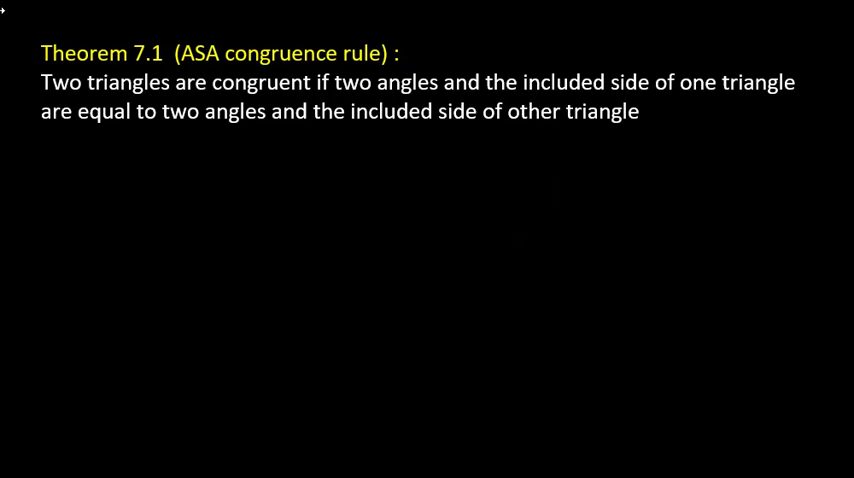 Theorem 7.1 (ASA congruence rule) :
Two triangles are congruent if two angles and the included side of one triangle
are equal to two angles and the included side of other triangle